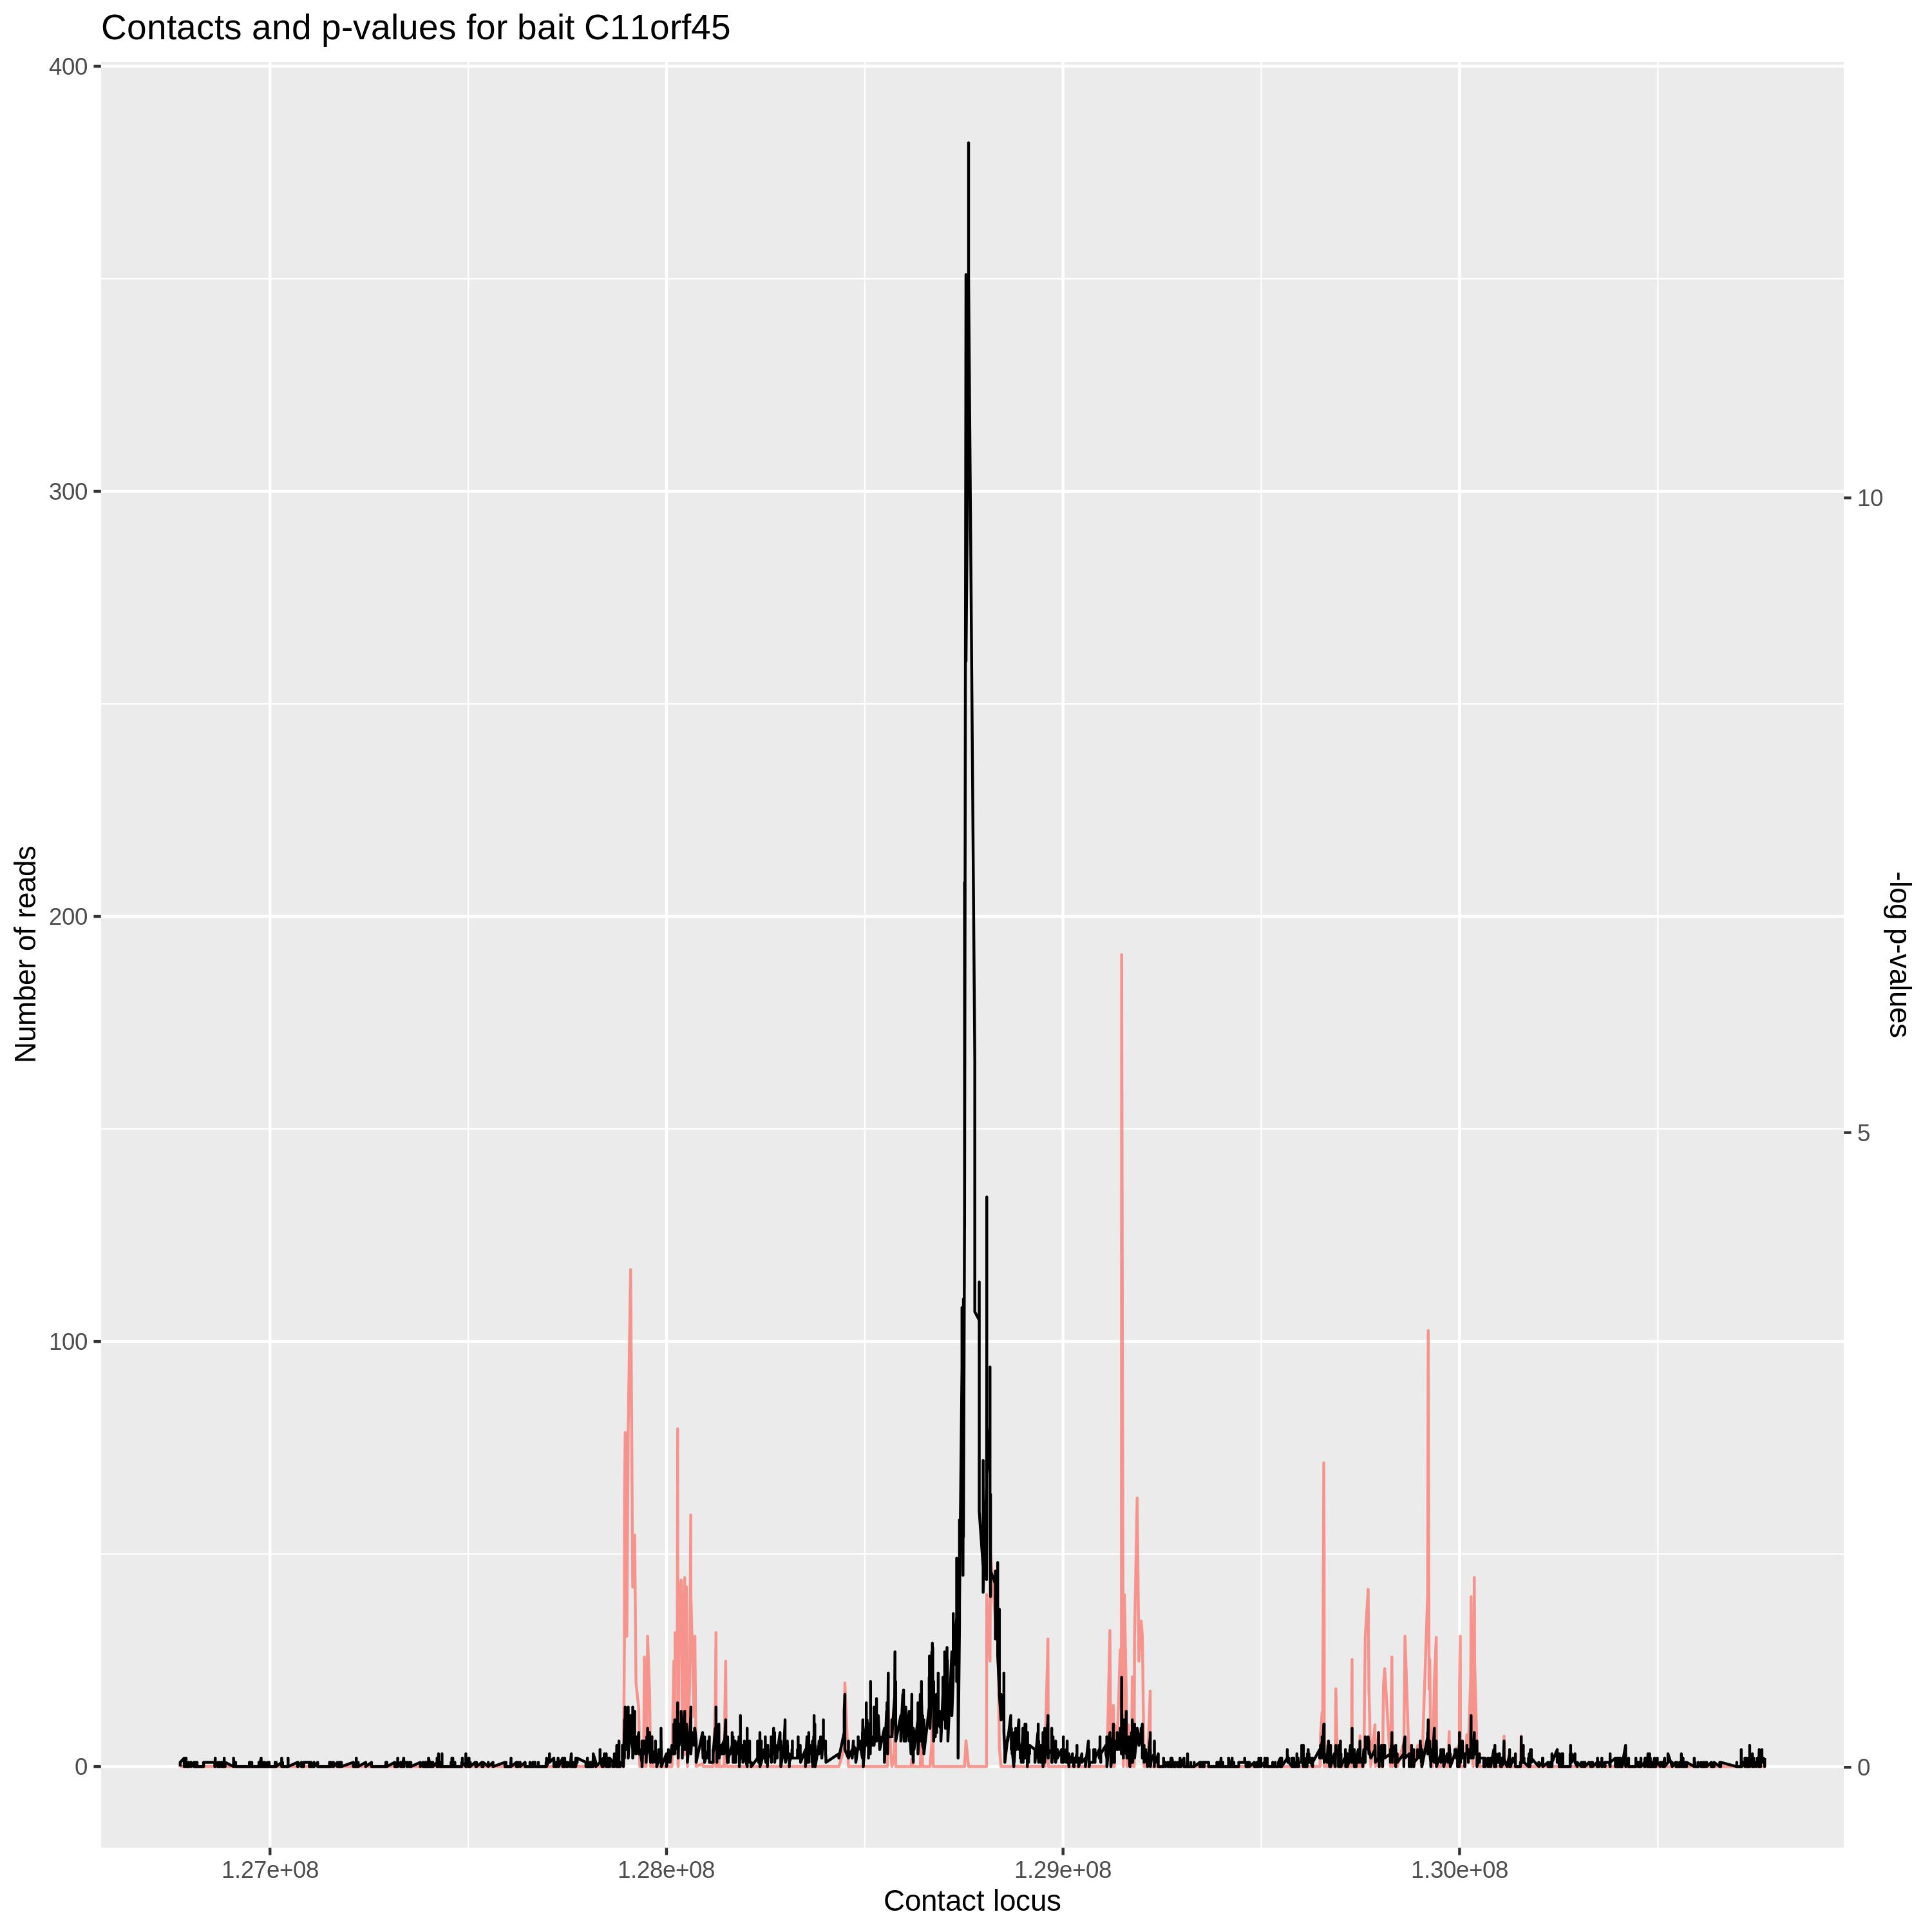 Contacts and p-values for bait C11orf45
400
300
200
100
0
Number of reads
10
5
0
-log p-values
1.27e+08
1.28e+08
1.29e+08
1.30e+08
Contact locus